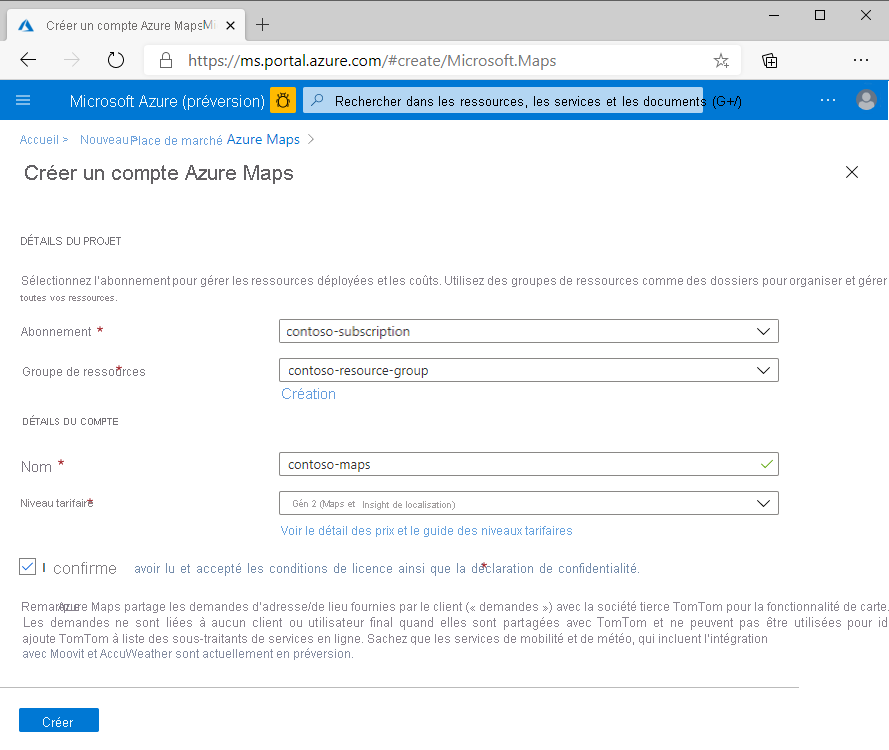 Créer un compte Azure Maps
https://ms.portal.azure.com/#create/Microsoft.Maps
Microsoft Azure (préversion) Rechercher dans les ressources, les services et les documents (G+/)
Accueil > Nouveau > Place de marché Azure Maps >
Créer un compte Azure Maps
DÉTAILS DU PROJET
Sélectionnez l'abonnement pour gérer les ressources déployées et les coûts. Utilisez des groupes de ressources comme des dossiers pour organiser et gérer
toutes vos ressources.
Abonnement * contoso-subscription
Groupe de ressources * contoso-resource-group
Création
DÉTAILS DU COMPTE
Nom * contoso-maps
Niveau tarifaire * Gén 2 (Maps et Insight de localisation)
Voir le détail des prix et le guide des niveaux tarifaires
I confirme avoir lu et accepté les conditions de licence ainsi que la déclaration de confidentialité. *
Remarque Azure Maps partage les demandes d'adresse/de lieu fournies par le client (« demandes ») avec la société tierce TomTom pour la fonctionnalité de carte.
Les demandes ne sont liées à aucun client ou utilisateur final quand elles sont partagées avec TomTom et ne peuvent pas être utilisées pour id
ajoute TomTom à liste des sous-traitants de services en ligne. Sachez que les services de mobilité et de météo, qui incluent l'intégration
avec Moovit et AccuWeather sont actuellement en préversion.
Créer